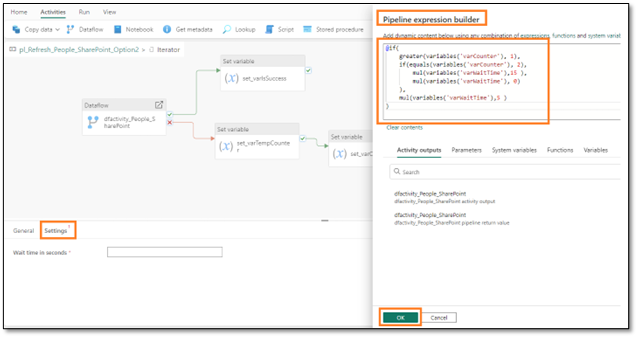 Home Activities Run View
Copy data Dataflow Notebook Get metadata Lookup Script Stored procedure
pl_Refresh_People_SharePoint_Option2 > Iterator
Set variable
(x) set_varIsSuccess
Dataflow
dfactivity_People_S
harePoint
Set variable
(x) set_varTempCounte
r
Set variable
(x)
General Settings
Wait time in seconds *
Pipeline expression builder
Add dynamic content below using any combination of expressions, functions and system variat
@if(
greater(variables('varCounter'), 1),
if(equals(variables('varCounter'), 2),
mul(variables('varWaitTime'),15 ),
mul(variables('varWaitTime'), 0)
),
mul(variables('varWaitTime'),5 )
)
Clear contents
Activity outputs Parameters System variables Functions Variables
Search
dfactivity_People_SharePoint
dfactivity_People_SharePoint activity output
dfactivity_People_SharePoint
dfactivity_People_SharePoint pipeline return value
OK Cancel